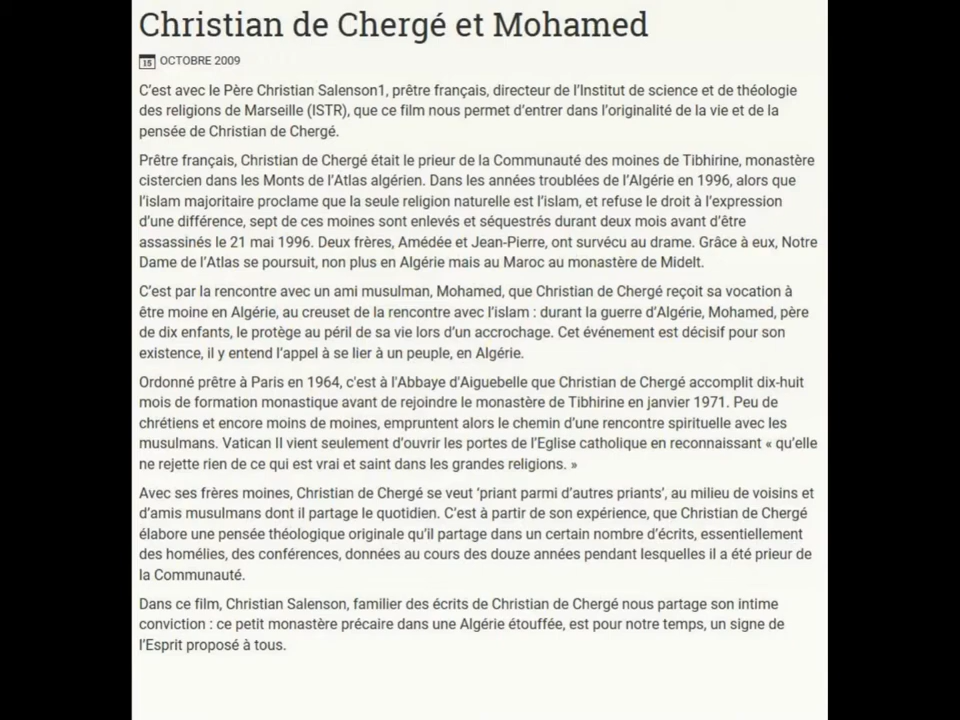 Christian de Chergé et Mohamed
15 OCTOBRE 2009
C'est avec le Père Christian Salenson1, prêtre français, directeur de l'Institut de science et de théologie
des religions de Marseille (ISTR), que ce film nous permet d'entrer dans l'originalité de la vie et de la
pensée de Christian de Chergé.
Prêtre français, Christian de Chergé était le prieur de la Communauté des moines de Tibhirine, monastère
cistercien dans les Monts de l'Atlas algérien. Dans les années troublées de l'Algérie en 1996, alors que
l'islam majoritaire proclame que la seule religion naturelle est l'islam, et refuse le droit à l'expression
d'une différence, sept de ces moines sont enlevés et séquestrés durant deux mois avant d'être
assassinés le 21 mai 1996. Deux frères, Amédée et Jean-Pierre, ont survécu au drame. Grâce à eux, Notre
Dame de l'Atlas se poursuit, non plus en Algérie mais au Maroc au monastère de Midelt.
C'est par la rencontre avec un ami musulman, Mohamed, que Christian de Chergé reçoit sa vocation à
être moine en Algérie, au creuset de la rencontre avec l'islam : durant la guerre d'Algérie, Mohamed, père
de dix enfants, le protège au péril de sa vie lors d'un accrochage. Cet événement est décisif pour son
existence, il y entend l'appel à se lier à un peuple, en Algérie.
Ordonné prêtre à Paris en 1964, c'est à l'Abbaye d'Aiguebelle que Christian de Chergé accomplit dix-huit
mois de formation monastique avant de rejoindre le monastère de Tibhirine en janvier 1971. Peu de
chrétiens et encore moins de moines, empruntent alors le chemin d'une rencontre spirituelle avec les
musulmans. Vatican II vient seulement d'ouvrir les portes de l'Eglise catholique en reconnaissant « qu'elle
ne rejette rien de ce qui est vrai et saint dans les grandes religions. »
Avec ses frères moines, Christian de Chergé se veut 'priant parmi d'autres priants', au milieu de voisins et
d'amis musulmans dont il partage le quotidien. C'est à partir de son expérience, que Christian de Chergé
élabore une pensée théologique originale qu'il partage dans un certain nombre d'écrits, essentiellement
des homélies, des conférences, données au cours des douze années pendant lesquelles il a été prieur de
la Communauté.
Dans ce film, Christian Salenson, familier des écrits de Christian de Chergé nous partage son intime
conviction : ce petit monastère précaire dans une Algérie étouffée, est pour notre temps, un signe de
l'Esprit proposé à tous.